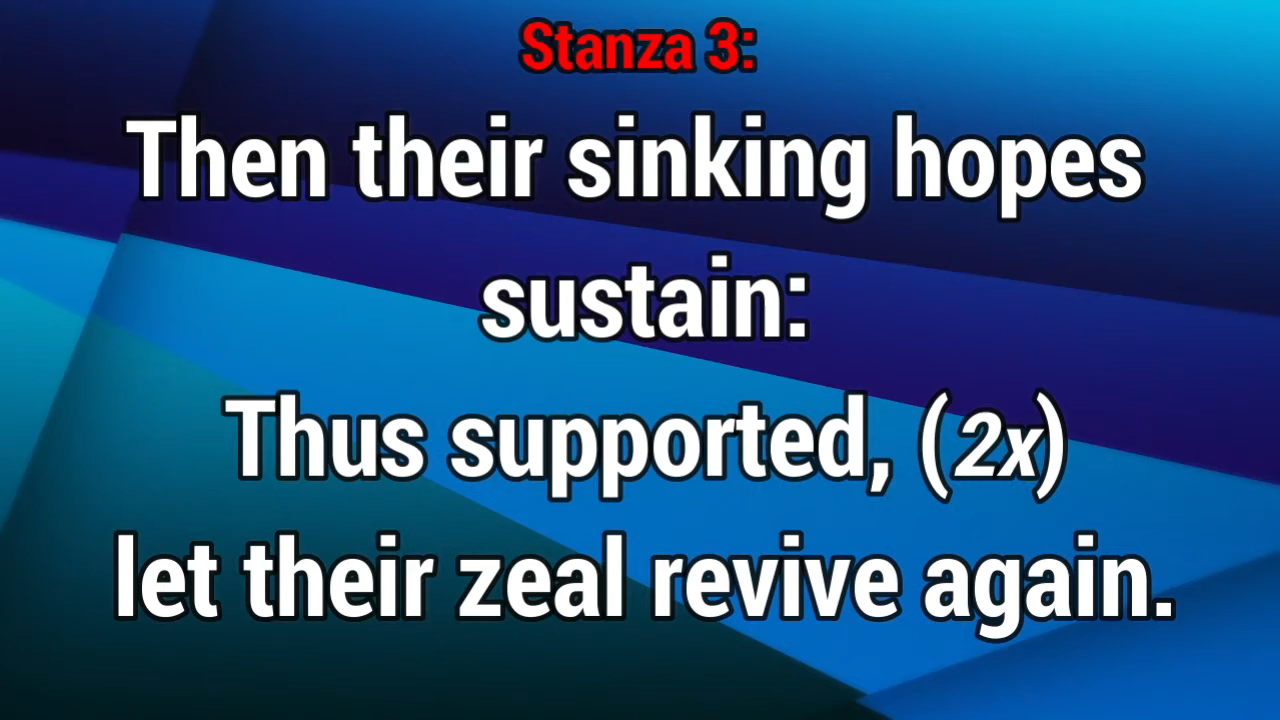 Stanza 3:
Then their sinking hopes
sustain:
Thus supported, (2x)
let their zeal revive again.